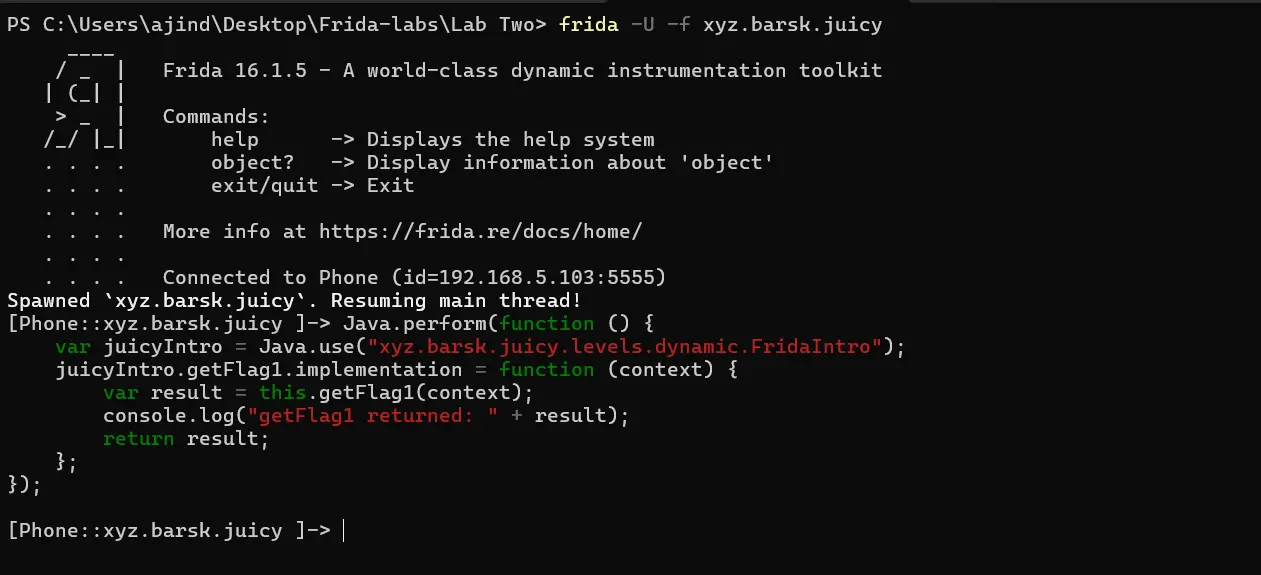 PS C:\Users\ajind\Desktop\Frida-labs\Lab Two> frida -U -f xyz.barsk.juicy
     ____
    / _  |   Frida 16.1.5 - A world-class dynamic instrumentation toolkit
   | (_| |
    > _  |   Commands:
   /_/ |_|       help      -> Displays the help system
   . . . .       object?   -> Display information about 'object'
   . . . .       exit/quit -> Exit
   . . . .
   . . . .   More info at https://frida.re/docs/home/
   . . . .
   . . . .   Connected to Phone (id=192.168.5.103:5555)
Spawned `xyz.barsk.juicy`. Resuming main thread!
[Phone::xyz.barsk.juicy ]-> Java.perform(function () {
    var juicyIntro = Java.use("xyz.barsk.juicy.levels.dynamic.FridaIntro");
    juicyIntro.getFlag1.implementation = function (context) {
        var result = this.getFlag1(context);
        console.log("getFlag1 returned: " + result);
        return result;
    };
});
[Phone::xyz.barsk.juicy ]->